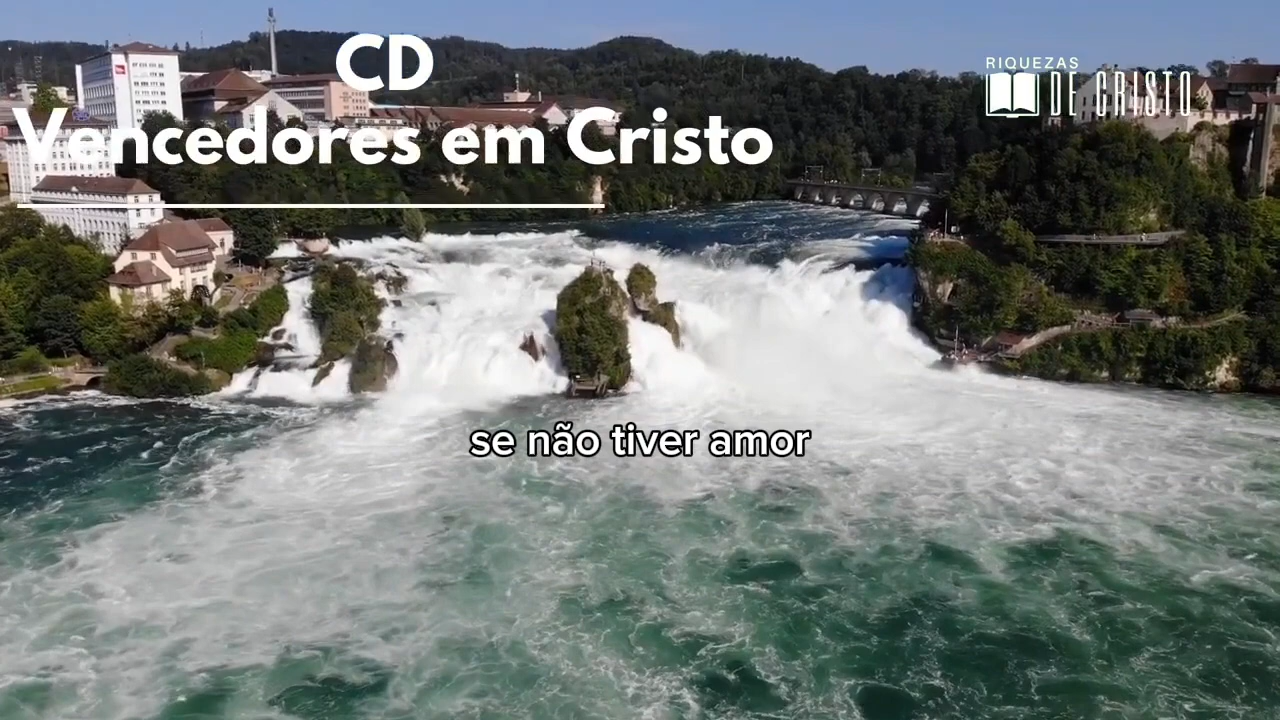 CD
Vencedores em Cristo
RIQUEZAS
DE CRISTO
se não tiver amor